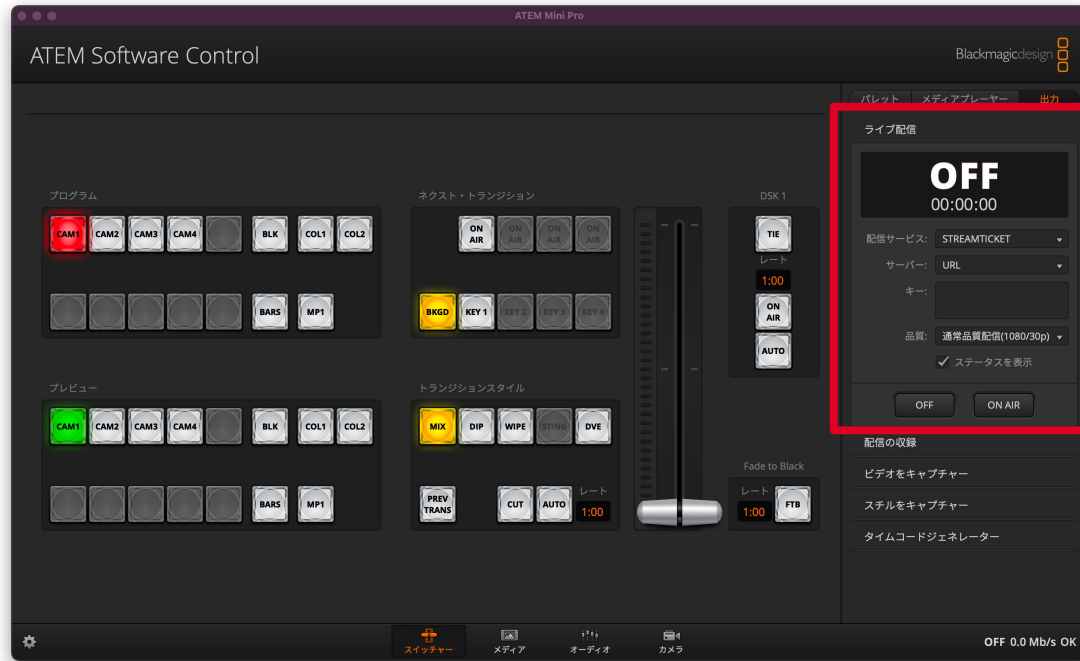 ATEM Mini Pro
ATEM Software Control
Blackmagicdesign
パレット メディアプレーヤー 出力
ライブ配信
OFF
00:00:00
配信サービス: STREAMTICKET
サーバー: URL
キー:
品質: 通常品質配信(1080/30p)
ステータスを表示
OFF ON AIR
配信の収録
ビデオをキャプチャー
スチルをキャプチャー
タイムコードジェネレーター
プログラム
CAM1 CAM2 CAM3 CAM4 BLK COL1 COL2
BARS MP1
ネクスト・トランジション
ON AIR ON AIR ON AIR ON AIR
BKGD KEY 1 KEY 2 KEY 3 KEY 4
DSK 1
TIE
レート
1:00
ON AIR
AUTO
プレビュー
CAM1 CAM2 CAM3 CAM4 BLK COL1 COL2
BARS MP1
トランジションスタイル
MIX DIP WIPE STING DVE
PREV TRANS CUT AUTO レート 1:00
Fade to Black
レート
1:00 FTB
スイッチャー メディア オーディオ カメラ
OFF 0.0 Mb/s OK